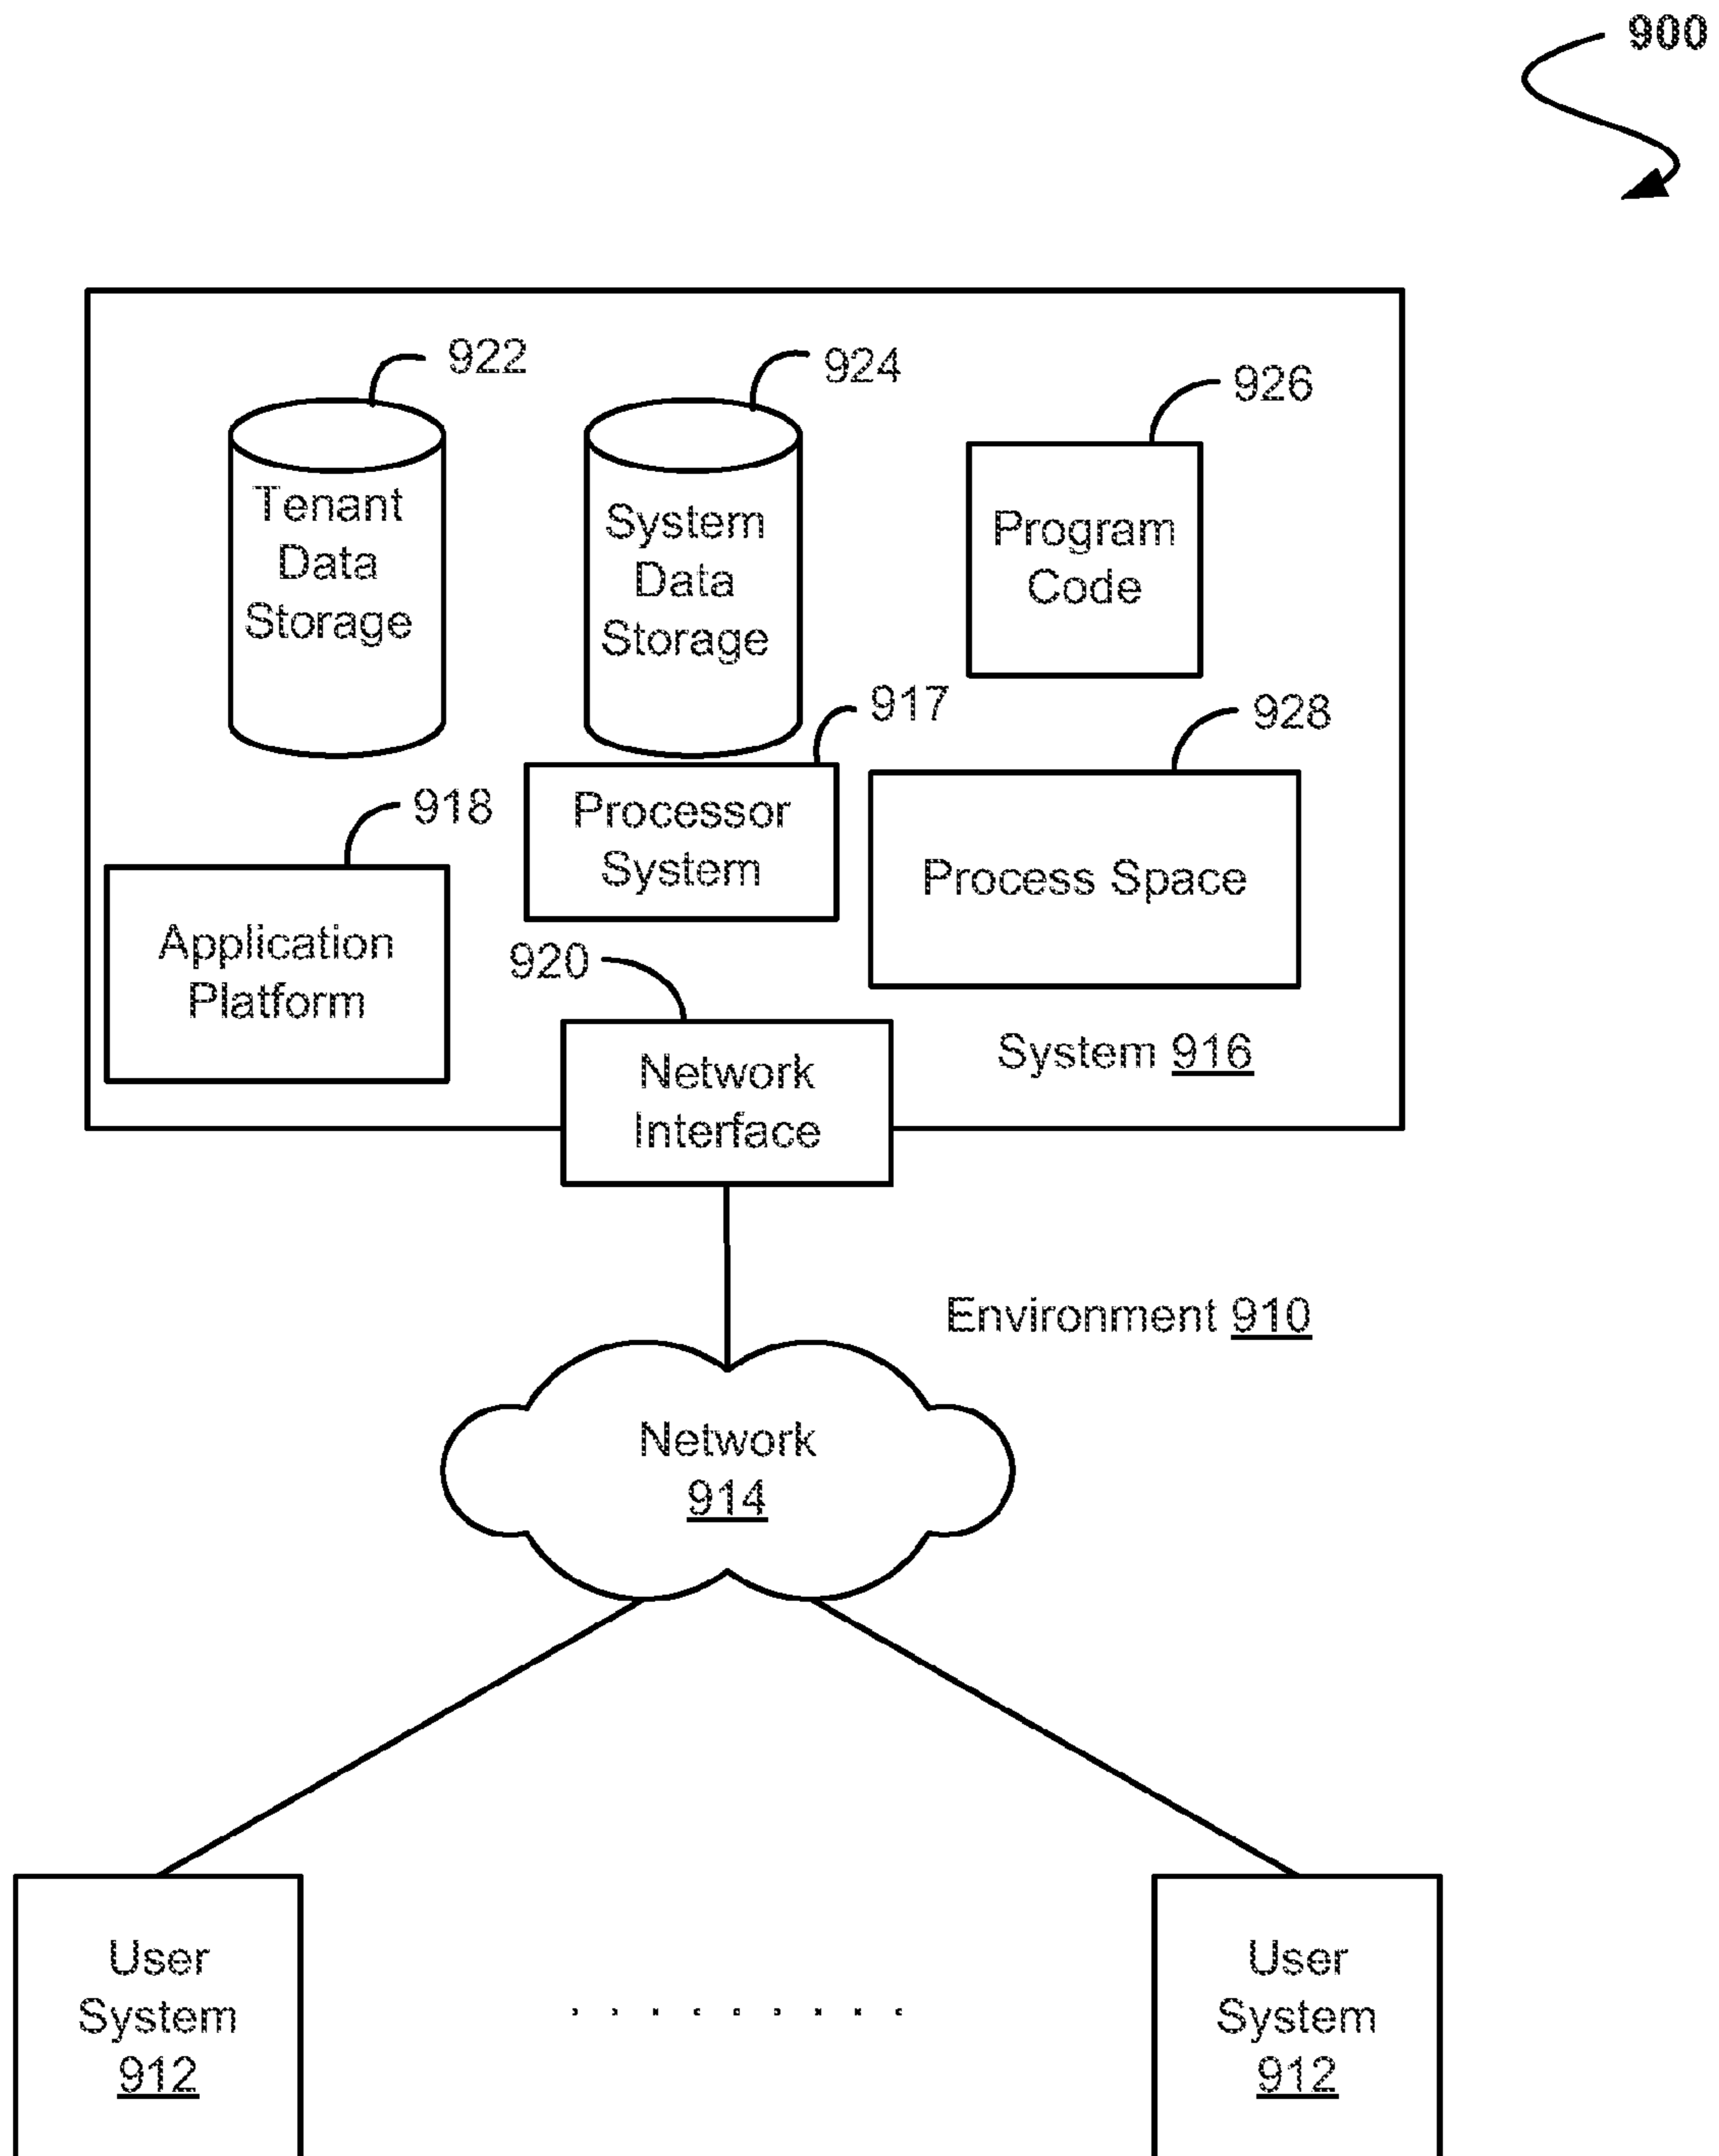 900
922
924
926
Tenant
Data
Storage
System
Data
Storage
Program
Code
917
928
918
Processor
System
Process Space
Application
Platform
920
Network
Interface
System 916
Environment 910
Network
914
User
System
912
User
System
912